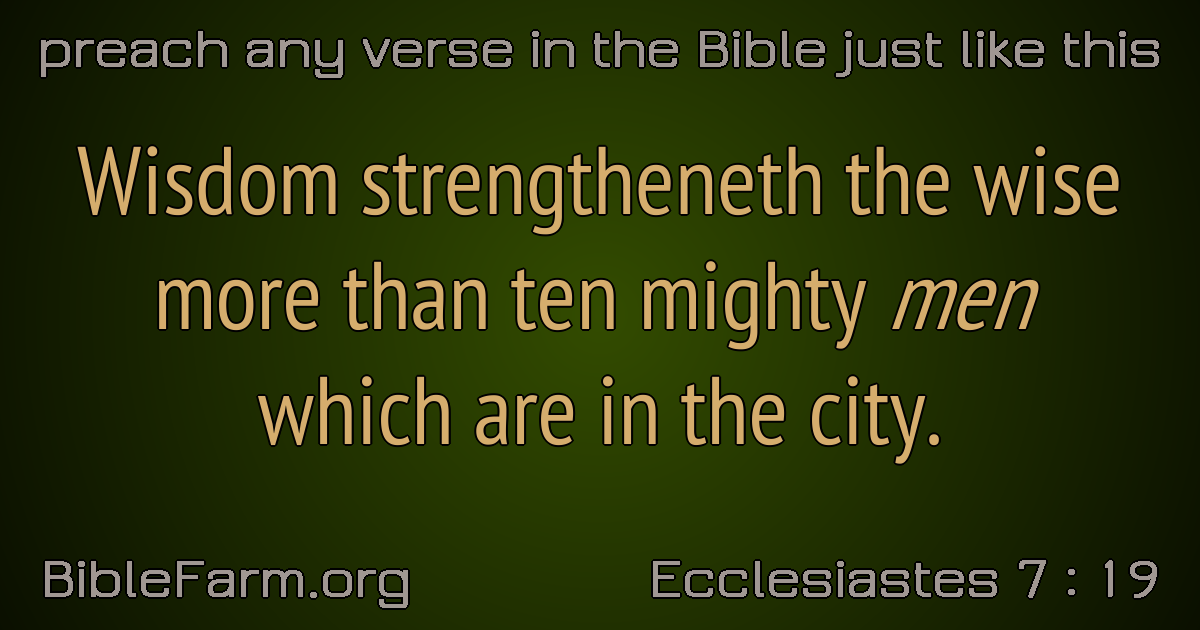 preach any verse in the Bible just like this
Wisdom strengtheneth the wise
more than ten mighty men
which are in the city.
BibleFarm.org
Ecclesiastes 7 : 19